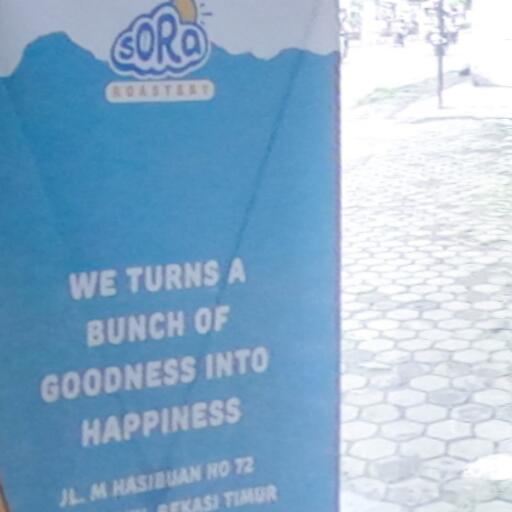 SORA
ROASTERY
WE TURNS A
BUNCH OF
GOODNESS INTO
HAPPINESS
JL. M HASIBUAN NO 72
BEKASI TIMUR